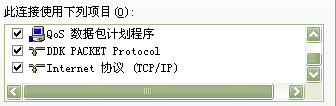 此连接使用下列项目(O):
QoS 数据包计划程序
DDK PACKET Protocol
Internet 协议 (TCP/IP)